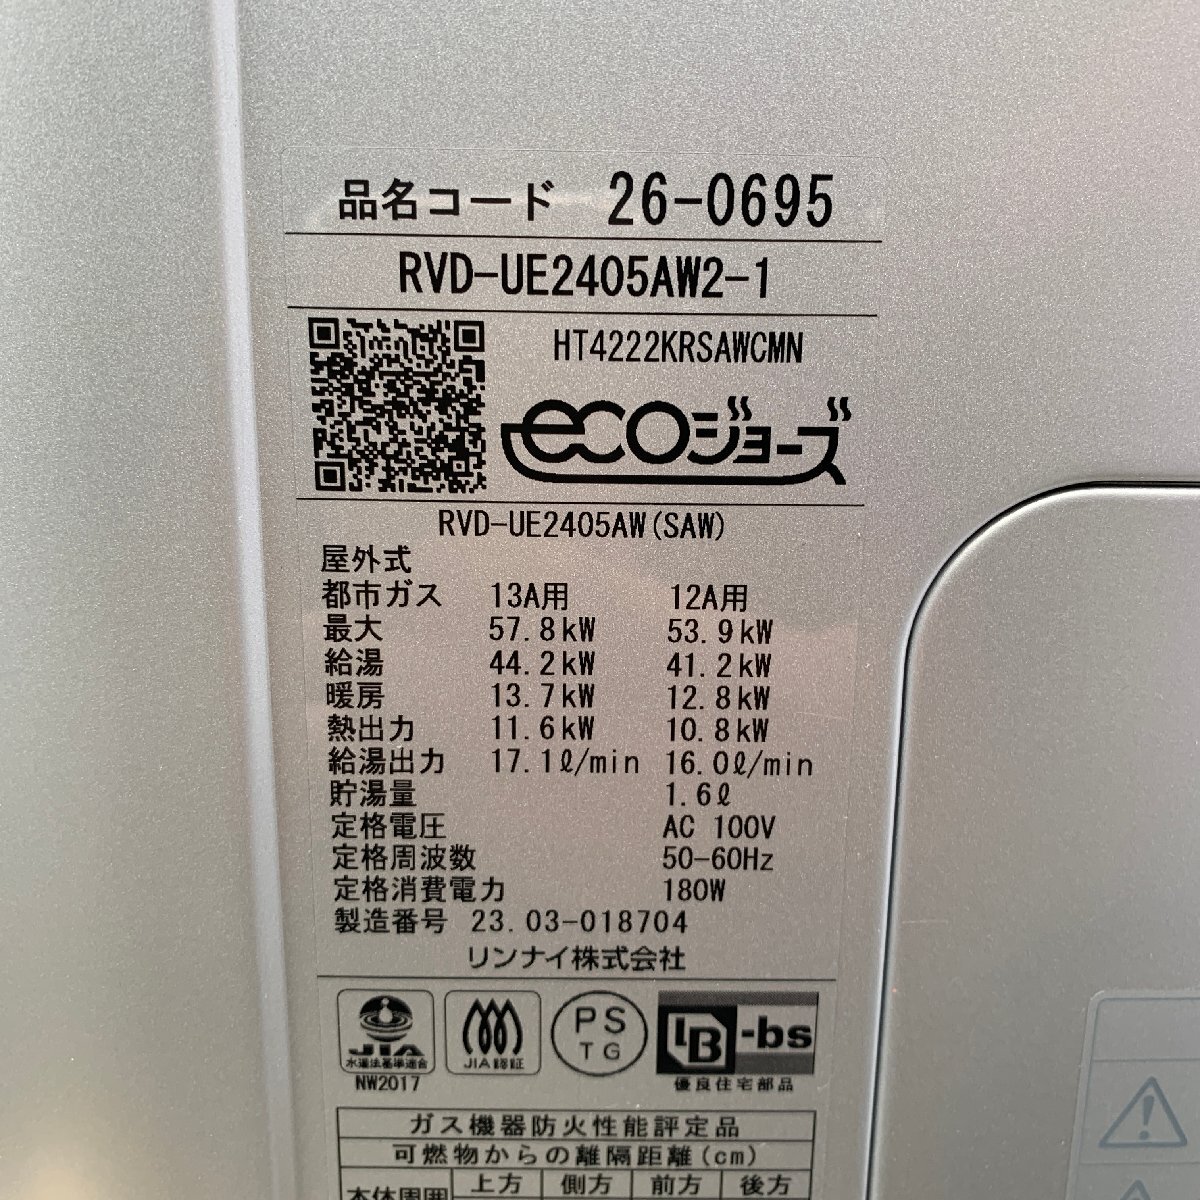 品名コード 26-0695
RVD-UE2405AW2-1
HT4222KRSAWCMN
ecoジョーズ
RVD-UE2405AW(SAW)
屋外式
都市ガス 13A用 12A用
最大 57.8kW 53.9kW
給湯 44.2kW 41.2kW
暖房 13.7kW 12.8kW
熱出力 11.6kW 10.8kW
給湯出力 17.1ℓ/min 16.0ℓ/min
貯湯量 1.6ℓ
定格電圧 AC 100V
定格周波数 50-60Hz
定格消費電力 180W
製造番号 23.03-018704
リンナイ株式会社
JIA
水道法基準適合
NW2017
JIA認証
PS
TG
BL-bs
優良住宅部品
ガス機器防火性能評定品
可燃物からの離隔距離(cm)
本体周囲 上方 側方 前方 後方